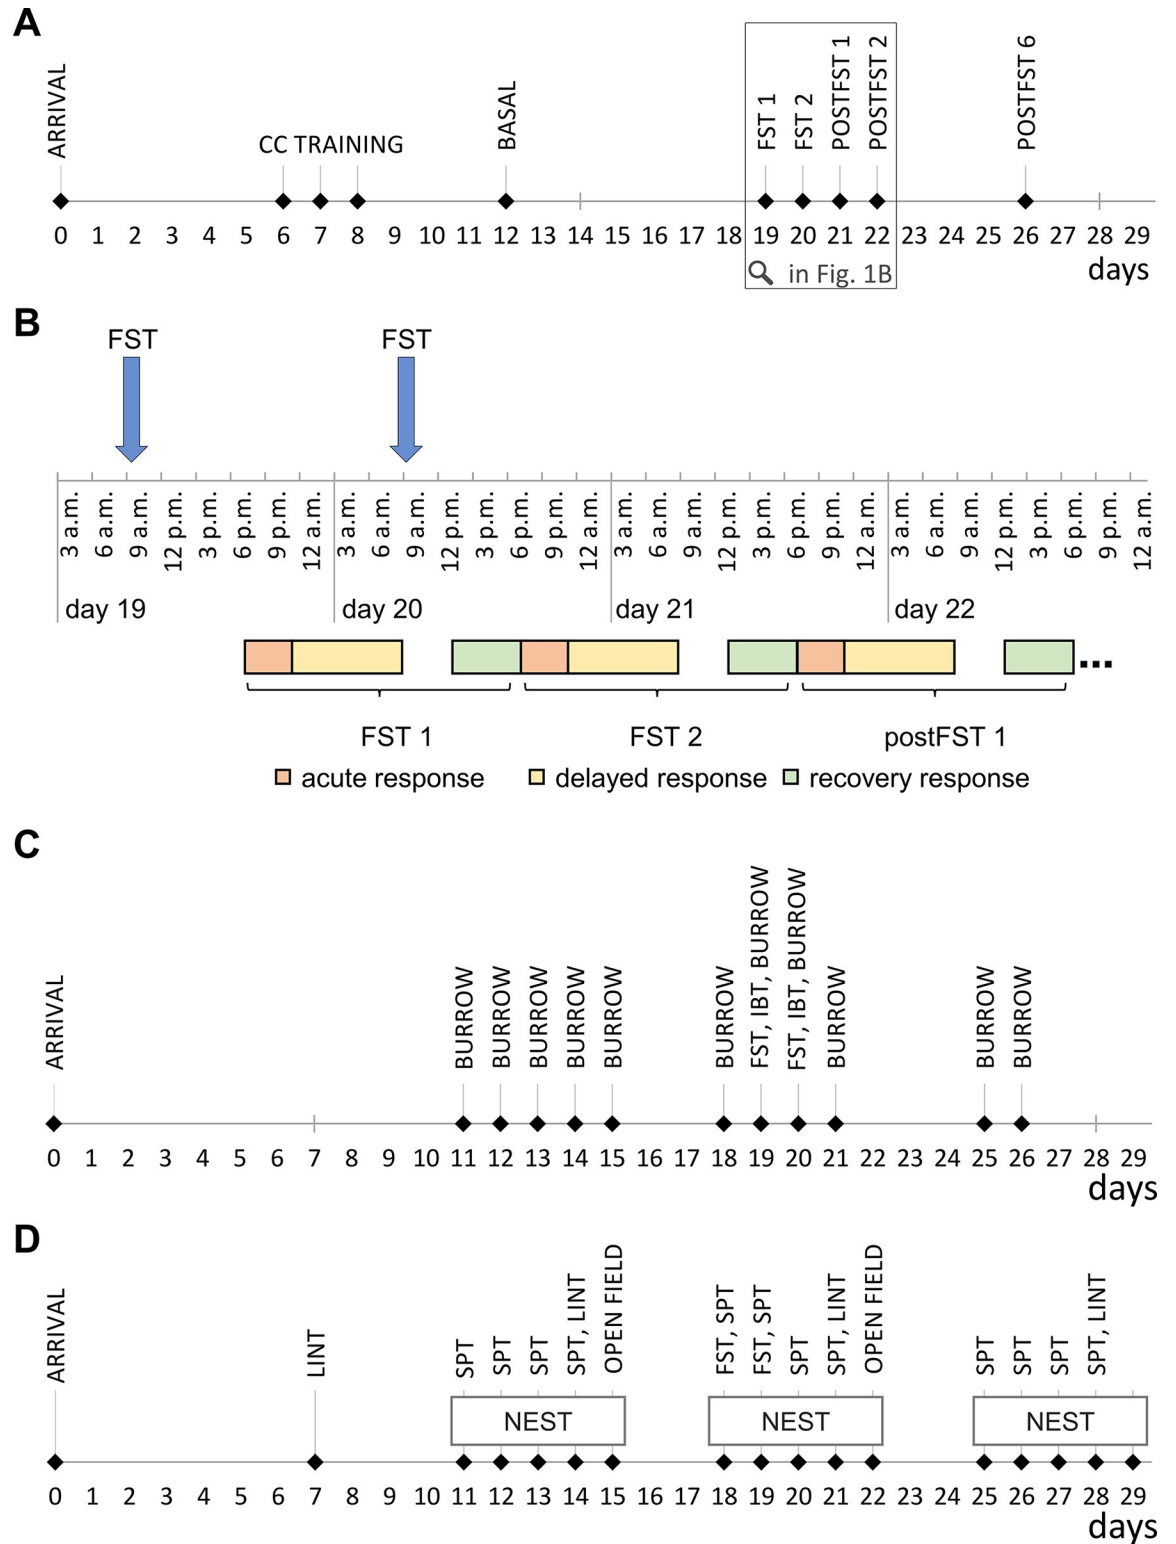 A
ARRIVAL
CC TRAINING
BASAL
FST 1
FST 2
POSTFST 1
POSTFST 2
POSTFST 6
0 1 2 3 4 5 6 7 8 9 10 11 12 13 14 15 16 17 18 19 20 21 22 23 24 25 26 27 28 29
in Fig. 1B
days
B
FST FST
3 a.m. 6 a.m. 9 a.m. 12 p.m. 3 p.m. 6 p.m. 9 p.m. 12 a.m. 3 a.m. 6 a.m. 9 a.m. 12 p.m. 3 p.m. 6 p.m. 9 p.m. 12 a.m. 3 a.m. 6 a.m. 9 a.m. 12 p.m. 3 p.m. 6 p.m. 9 p.m. 12 a.m. 3 a.m. 6 a.m. 9 a.m. 12 p.m. 3 p.m. 6 p.m. 9 p.m. 12 a.m.
day 19 day 20 day 21 day 22
...
FST 1 FST 2 postFST 1
acute response delayed response recovery response
C
ARRIVAL
BURROW
BURROW
BURROW
BURROW
BURROW
BURROW
FST, IBT, BURROW
FST, IBT, BURROW
BURROW
BURROW
BURROW
0 1 2 3 4 5 6 7 8 9 10 11 12 13 14 15 16 17 18 19 20 21 22 23 24 25 26 27 28 29
days
D
ARRIVAL
LINT
SPT
SPT
SPT
SPT, LINT
OPEN FIELD
FST, SPT
FST, SPT
SPT
SPT, LINT
OPEN FIELD
SPT
SPT
SPT
SPT, LINT
NEST NEST NEST
0 1 2 3 4 5 6 7 8 9 10 11 12 13 14 15 16 17 18 19 20 21 22 23 24 25 26 27 28 29
days